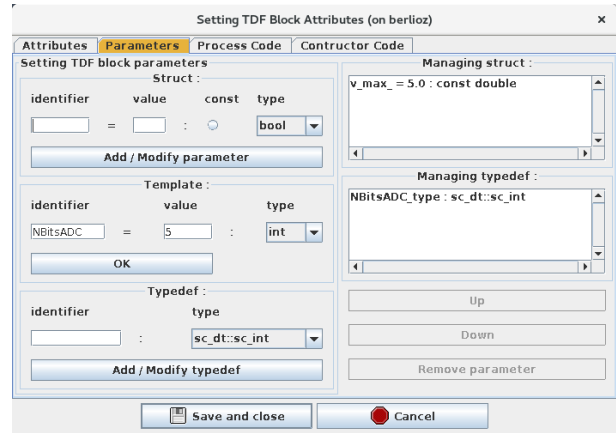 Setting TDF Block Attributes (on berlioz) x
Attributes Parameters Process Code Contructor Code
Setting TDF block parameters
Struct :
identifier value const type
= : bool
Add / Modify parameter
Template :
identifier value type
NBitsADC = 5 : int
OK
Typedef :
identifier type
: sc_dt::sc_int
Add / Modify typedef
Managing struct :
v_max_ = 5.0 : const double
Managing typedef :
NBitsADC_type : sc_dt::sc_int
Up
Down
Remove parameter
Save and close Cancel